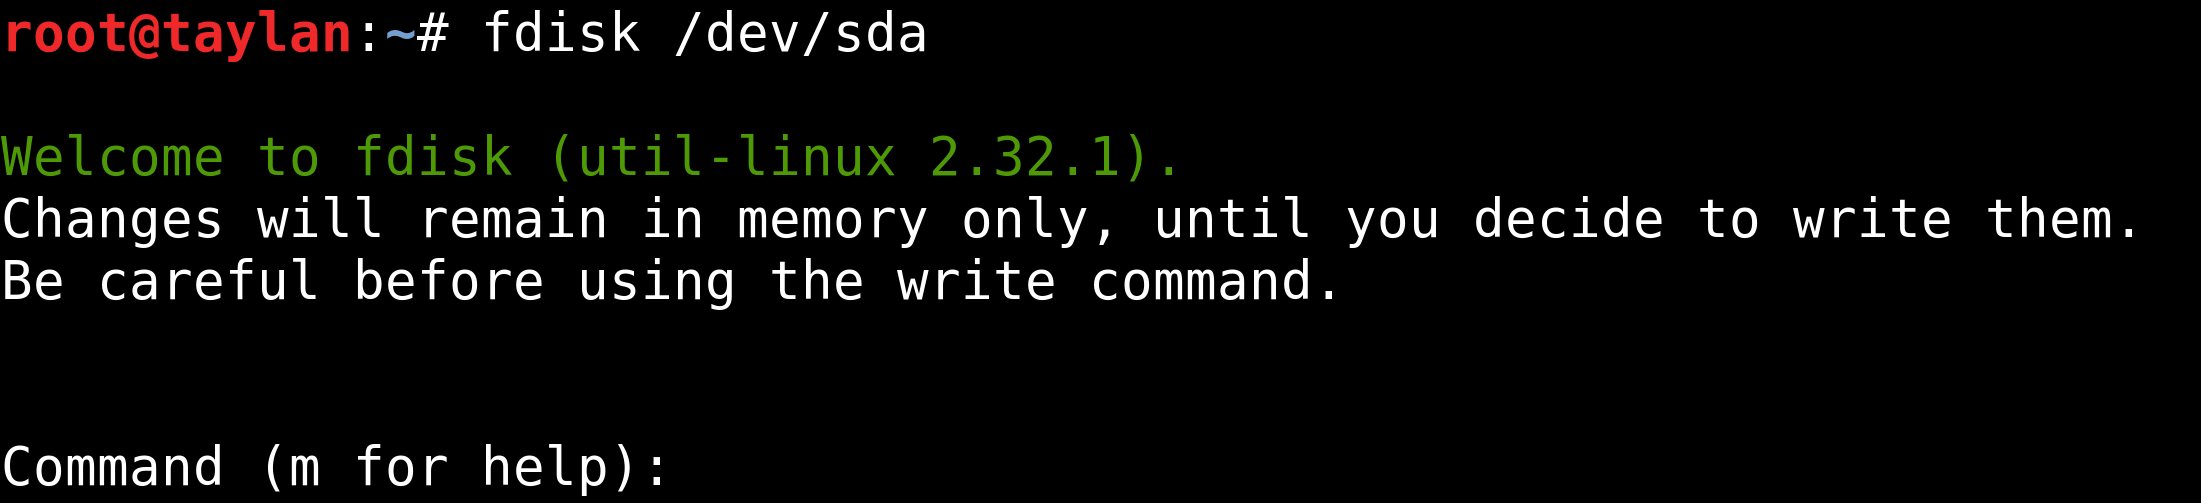 root@taylan:~# fdisk /dev/sda
Welcome to fdisk (util-linux 2.32.1).
Changes will remain in memory only, until you decide to write them.
Be careful before using the write command.
Command (m for help):